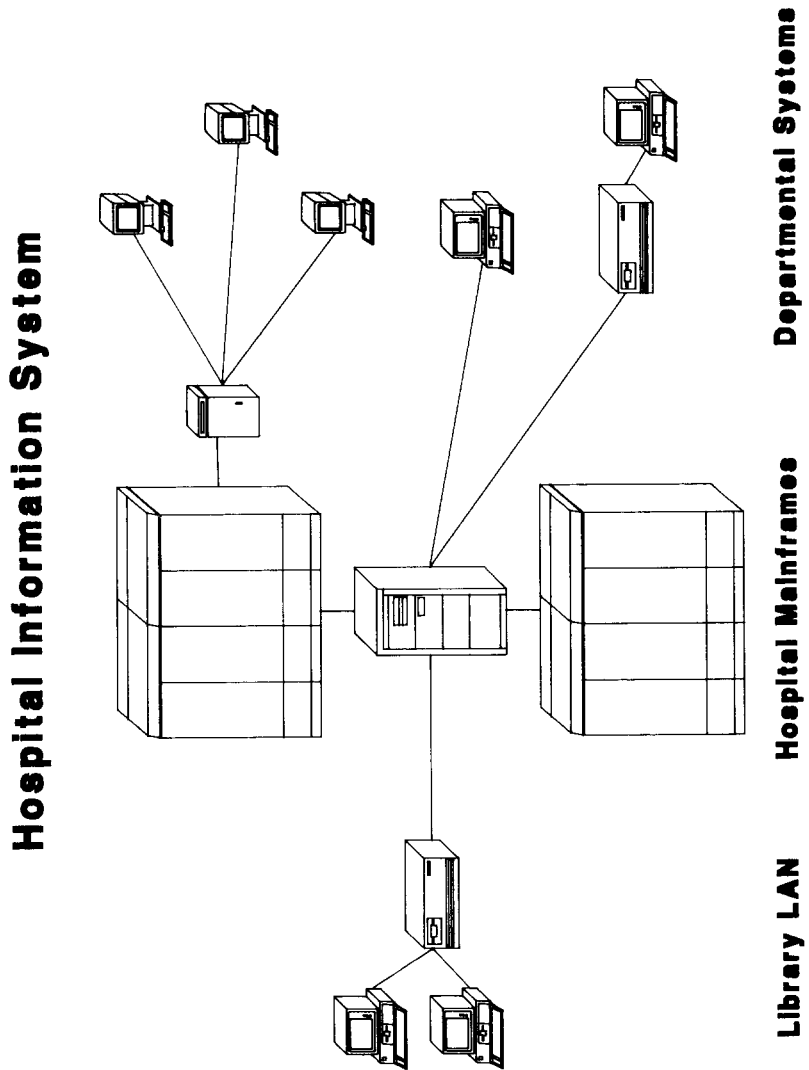 Hospital Information System
Library LAN
Hospital Mainframes
Departmental Systems